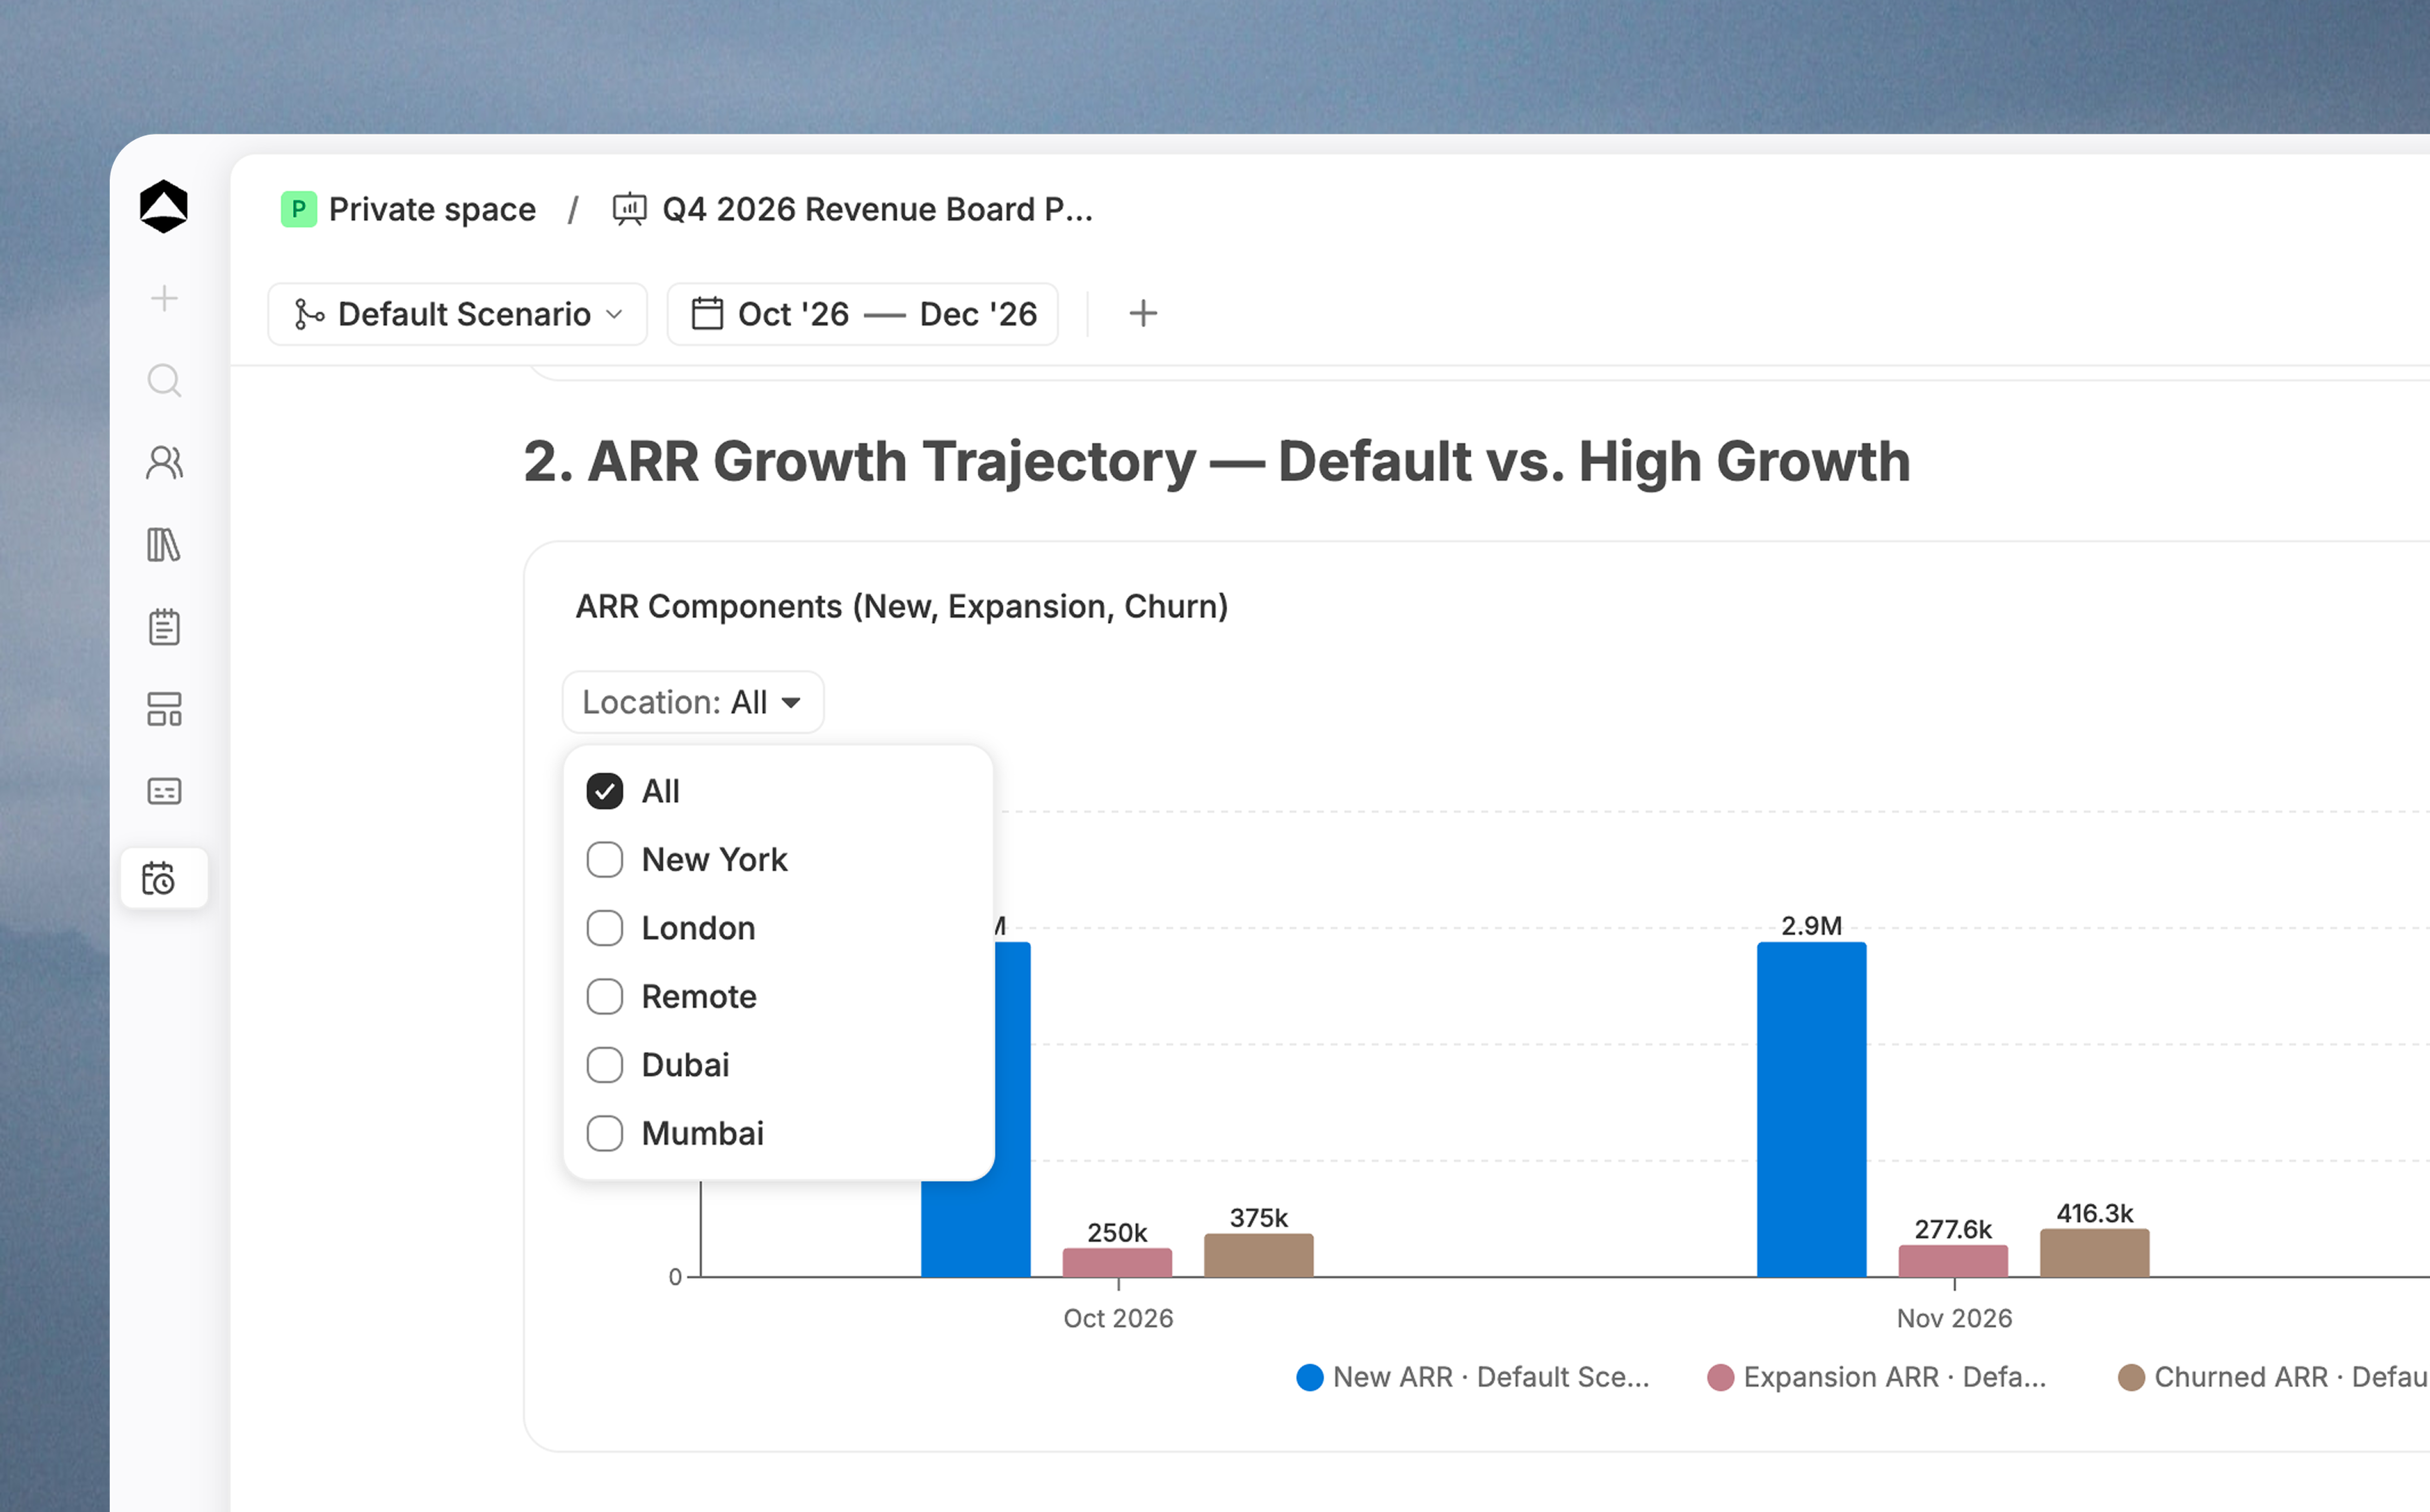 P Private space / Q4 2026 Revenue Board P...
Default Scenario Oct '26 — Dec '26
2. ARR Growth Trajectory — Default vs. High Growth
ARR Components (New, Expansion, Churn)
Location: All
All
New York
London
Remote
Dubai
Mumbai
M
2.9M
250k
375k
277.6k
416.3k
0
Oct 2026
Nov 2026
New ARR · Default Sce...
Expansion ARR · Defa...
Churned ARR · Defau